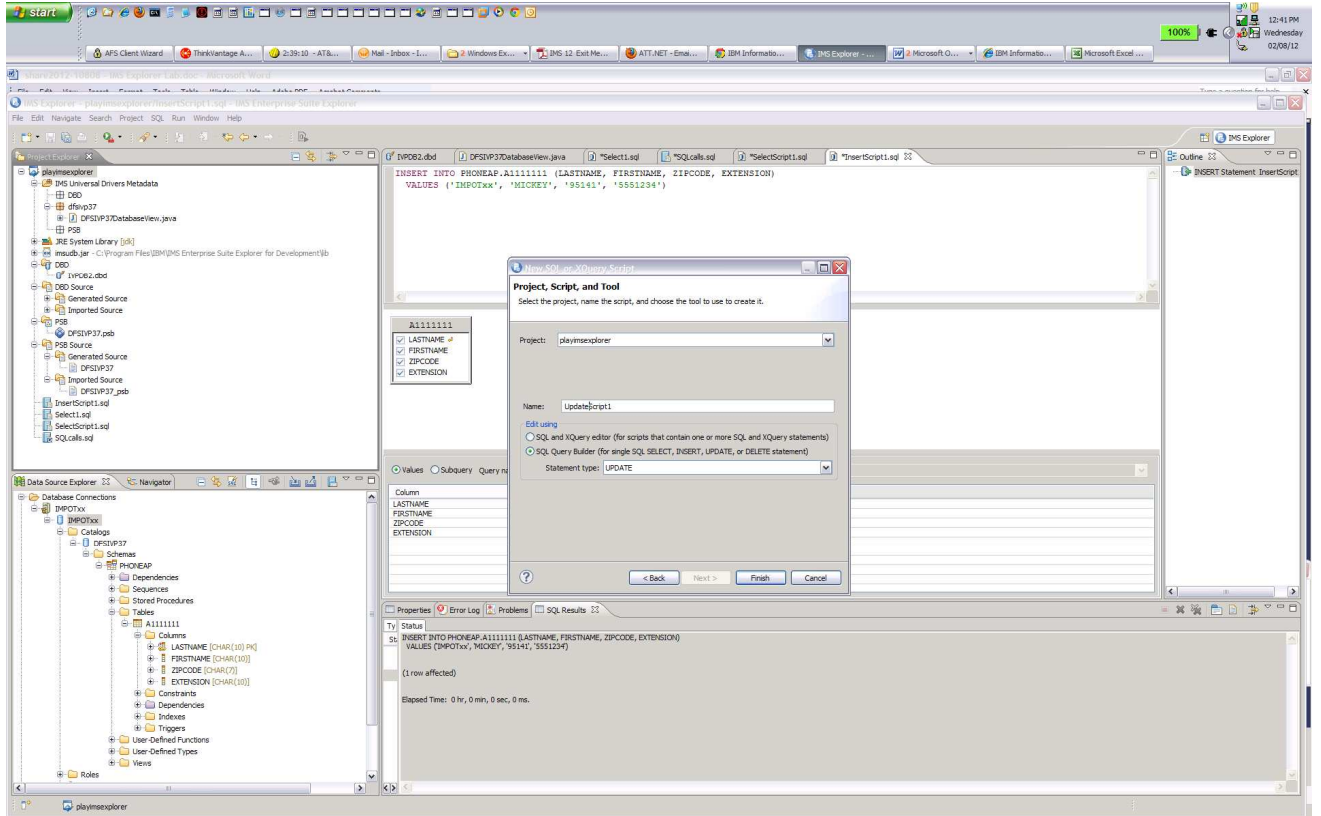 start
12:41 PM
100%
Wednesday
02/08/12
AFS Client Wizard
ThinkVantage A...
2:39:10 - AT&...
Mail - Inbox - I...
2 Windows Ex...
IMS 12 Exit Me...
ATT.NET - Emai...
IBM Informatio...
IMS Explorer - ...
2 Microsoft O...
IBM Informatio...
Microsoft Excel ...
share2012-10808 - IMS Explorer Lab.doc - Microsoft Word
IMS Explorer - playimsexplorer/InsertScript1.sql - IMS Enterprise Suite Explorer
File Edit Navigate Search Project SQL Run Window Help
IMS Explorer
Project Explorer
playimsexplorer
IMS Universal Drivers Metadata
DBD
dfsivp37
DFSIVP37DatabaseView.java
PSB
JRE System Library [jdk]
imsudb.jar - C:\Program Files\IBM\IMS Enterprise Suite Explorer for Development\lib
DBD
IVPDB2.dbd
DBD Source
Generated Source
Imported Source
PSB
DFSIVP37.psb
PSB Source
Generated Source
DFSIVP37
Imported Source
DFSIVP37_psb
InsertScript1.sql
Select1.sql
SelectScript1.sql
SQLcalls.sql
IVPDB2.dbd
DFSIVP37DatabaseView.java
*Select1.sql
*SQLcalls.sql
*SelectScript1.sql
*InsertScript1.sql
INSERT INTO PHONEAP.A1111111 (LASTNAME, FIRSTNAME, ZIPCODE, EXTENSION)
VALUES ('IMPOTxx', 'MICKEY', '95141', '5551234')
A1111111
LASTNAME
FIRSTNAME
ZIPCODE
EXTENSION
Values Subquery Query na
Column
LASTNAME
FIRSTNAME
ZIPCODE
EXTENSION
Outline
INSERT Statement InsertScript
New SQL or XQuery Script
Project, Script, and Tool
Select the project, name the script, and choose the tool to use to create it.
Project: playimsexplorer
Name: UpdateScript1
Edit using
SQL and XQuery editor (for scripts that contain one or more SQL and XQuery statements)
SQL Query Builder (for single SQL SELECT, INSERT, UPDATE, or DELETE statement)
Statement type: UPDATE
< Back
Next >
Finish
Cancel
Data Source Explorer
Navigator
Database Connections
IMPOTxx
IMPOTxx
Catalogs
DFSIVP37
Schemas
PHONEAP
Dependencies
Sequences
Stored Procedures
Tables
A1111111
Columns
LASTNAME [CHAR(10) PK]
FIRSTNAME [CHAR(10)]
ZIPCODE [CHAR(7)]
EXTENSION [CHAR(10)]
Constraints
Dependencies
Indexes
Triggers
User-Defined Functions
User-Defined Types
Views
Roles
Properties
Error Log
Problems
SQL Results
Ty Status
St INSERT INTO PHONEAP.A1111111 (LASTNAME, FIRSTNAME, ZIPCODE, EXTENSION)
VALUES ('IMPOTxx', 'MICKEY', '95141', '5551234')
(1 row affected)
Elapsed Time: 0 hr, 0 min, 0 sec, 0 ms.
playimsexplorer